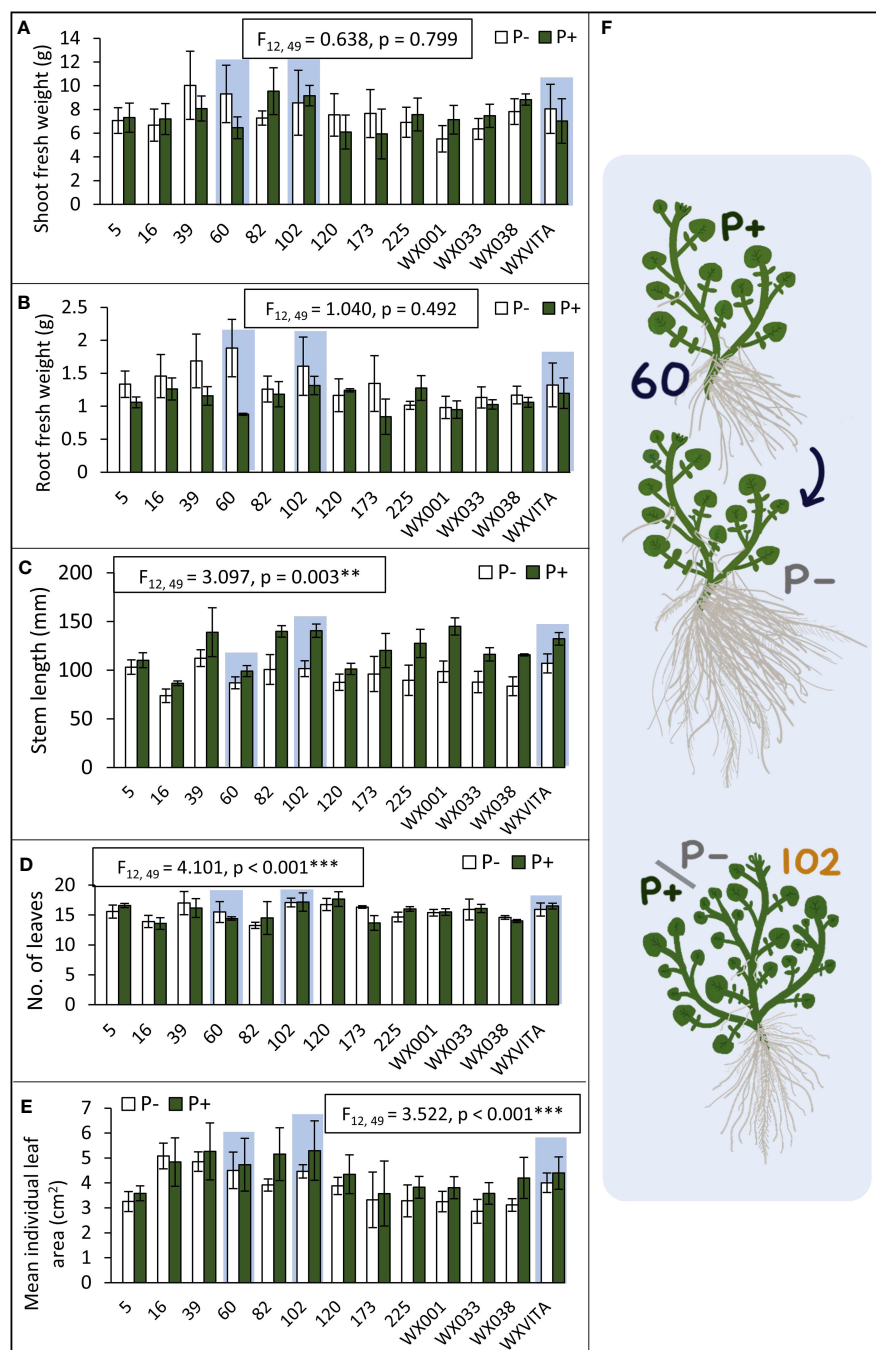 A
F12, 49 = 0.638, p = 0.799
P- P+
Shoot fresh weight (g)
14
12
10
8
6
4
2
0
5 16 39 60 82 102 120 173 225 WX001 WX033 WX038 WXVITA
B
F12, 49 = 1.040, p = 0.492
P- P+
Root fresh weight (g)
2.5
2
1.5
1
0.5
0
5 16 39 60 82 102 120 173 225 WX001 WX033 WX038 WXVITA
C
F12, 49 = 3.097, p = 0.003**
P- P+
Stem length (mm)
200
150
100
50
0
5 16 39 60 82 102 120 173 225 WX001 WX033 WX038 WXVITA
D
F12, 49 = 4.101, p < 0.001***
P- P+
No. of leaves
20
15
10
5
0
5 16 39 60 82 102 120 173 225 WX001 WX033 WX038 WXVITA
E
P- P+
F12, 49 = 3.522, p < 0.001***
Mean individual leaf
area (cm2)
7
6
5
4
3
2
1
0
5 16 39 60 82 102 120 173 225 WX001 WX033 WX038 WXVITA
F
P+
60
P-
P+/P- 102